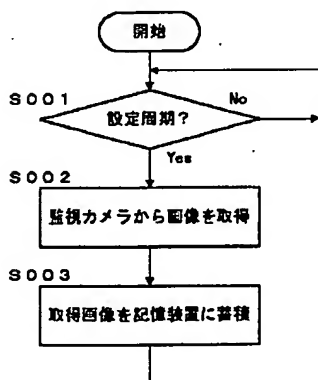 開始
S001
No
設定周期?
Yes
S002
監視カメラから画像を取得
S003
取得画像を記憶装置に蓄積